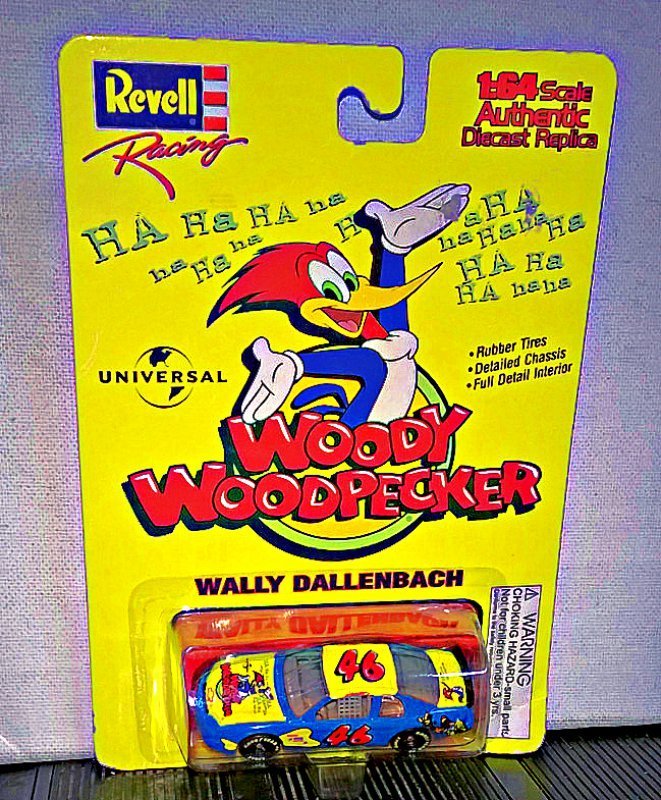 Revell
Racing
1:64 Scale
Authentic
Diecast Replica
HA Ha HA ha H
ha Ha ha
aHA
ha Ha ha Ha
HA Ha
HA ha ha
UNIVERSAL
• Rubber Tires
• Detailed Chassis
• Full Detail Interior
WOODY
WOODPECKER
WALLY DALLENBACH
WARNING
CHOKING HAZARD-small parts.
Not for children under 3 yrs.
46
46